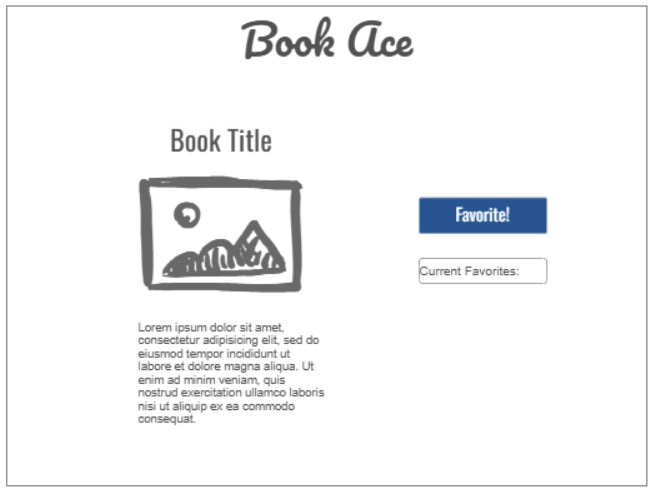 Book Ace
Book Title
Favorite!
Current Favorites:
Lorem ipsum dolor sit amet,
consectetur adipisicing elit, sed do
eiusmod tempor incididunt ut
labore et dolore magna aliqua. Ut
enim ad minim veniam, quis
nostrud exercitation ullamco laboris
nisi ut aliquip ex ea commodo
consequat.